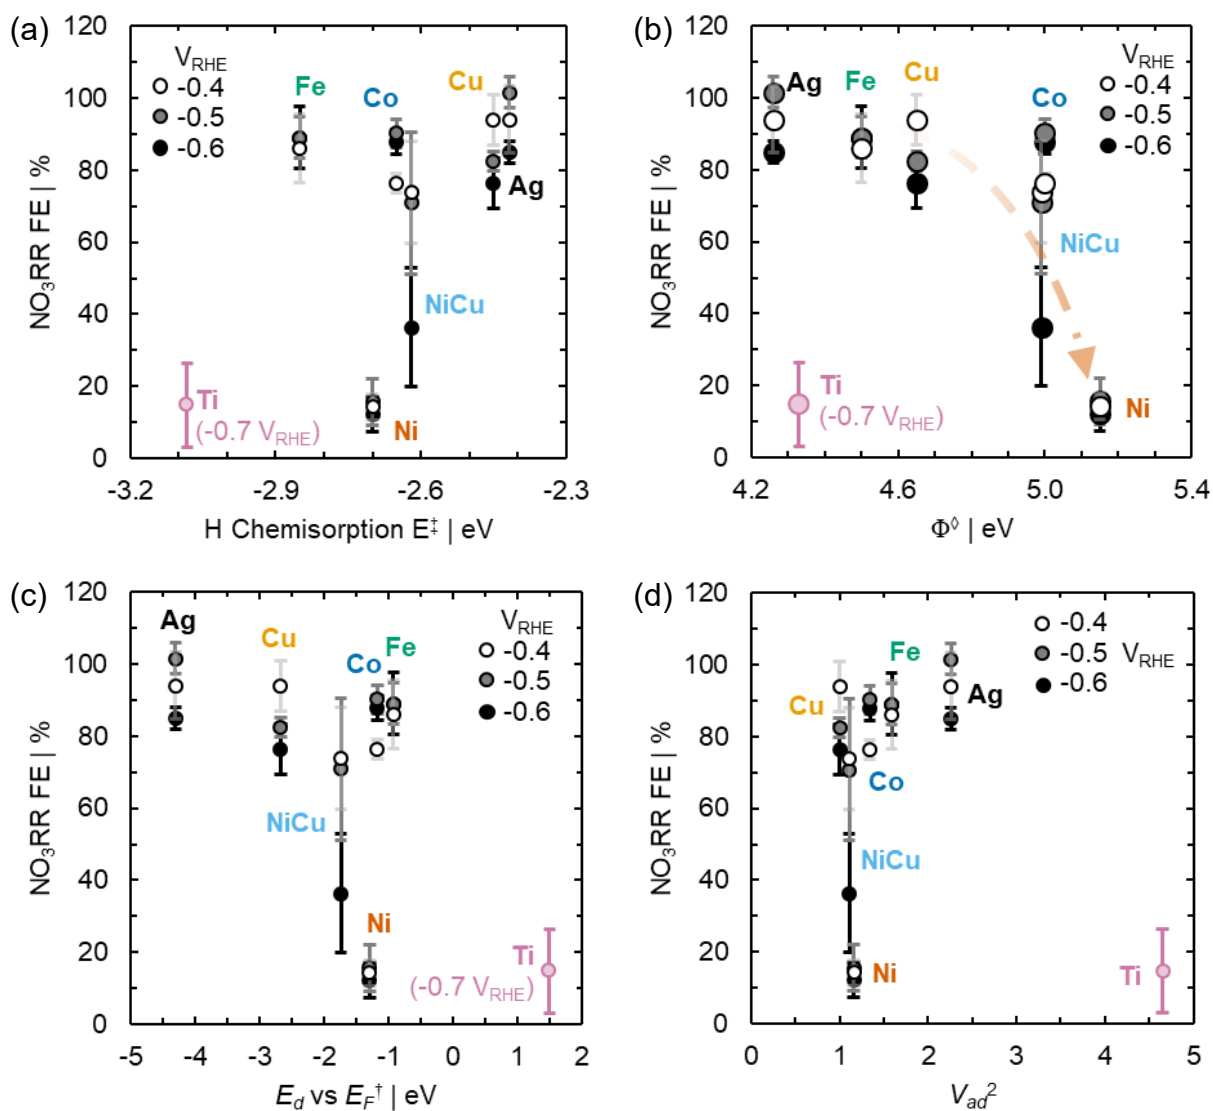 (a)
120
100
80
60
40
20
0
NO₃RR FE | %
V_RHE
-0.4
-0.5
-0.6
Fe
Co
Cu
Ag
NiCu
Ti
(-0.7 V_RHE)
Ni
-3.2
-2.9
-2.6
-2.3
H Chemisorption E‡ | eV
(b)
120
100
80
60
40
20
0
NO₃RR FE | %
Ag
Fe
Cu
Co
V_RHE
-0.4
-0.5
-0.6
NiCu
Ti
(-0.7 V_RHE)
Ni
4.2
4.6
5.0
5.4
Φ◊ | eV
(c)
120
100
80
60
40
20
0
NO₃RR FE | %
Ag
Cu
Co
Fe
V_RHE
-0.4
-0.5
-0.6
NiCu
Ni
Ti
(-0.7 V_RHE)
-5
-4
-3
-2
-1
0
1
2
E_d vs E_F† | eV
(d)
120
100
80
60
40
20
0
NO₃RR FE | %
-0.4
-0.5 V_RHE
-0.6
Fe
Cu
Ag
Co
NiCu
Ni
Ti
0
1
2
3
4
5
V_ad²